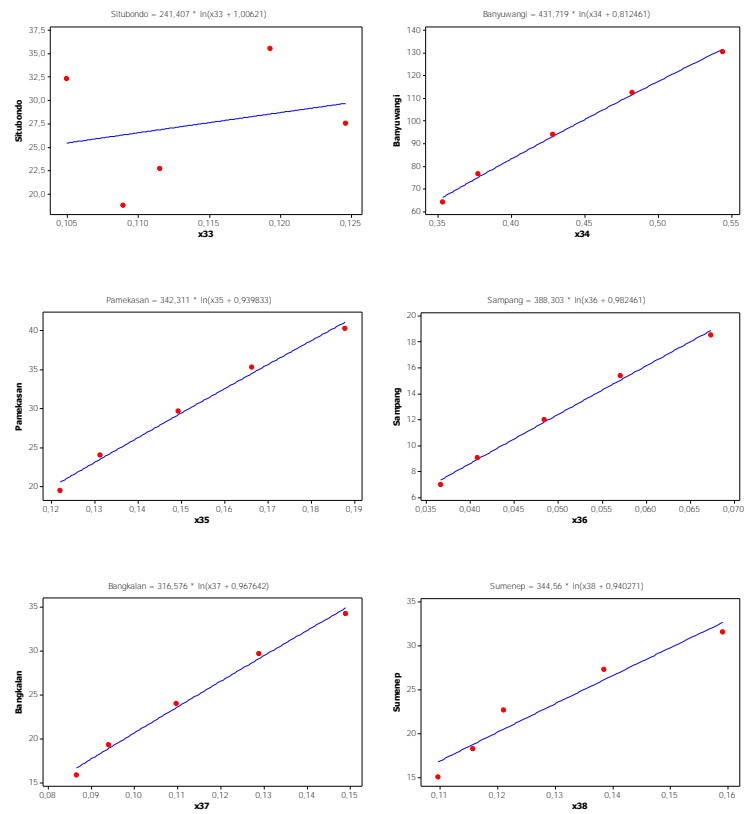 Situbondo = 241,407 * ln(x33 + 1,00621)
37,5
35,0
32,5
30,0
27,5
25,0
22,5
20,0
Situbondo
0,105 0,110 0,115 0,120 0,125
x33
Banyuwangi = 431,719 * ln(x34 + 0,812461)
140
130
120
110
100
90
80
70
60
Banyuwangi
0,35 0,40 0,45 0,50 0,55
x34
Pamekasan = 342,311 * ln(x35 + 0,939833)
40
35
30
25
20
Pamekasan
0,12 0,13 0,14 0,15 0,16 0,17 0,18 0,19
x35
Sampang = 388,303 * ln(x36 + 0,982461)
20
18
16
14
12
10
8
6
Sampang
0,035 0,040 0,045 0,050 0,055 0,060 0,065 0,070
x36
Bangkalan = 316,576 * ln(x37 + 0,967642)
35
30
25
20
15
Bangkalan
0,08 0,09 0,10 0,11 0,12 0,13 0,14 0,15
x37
Sumenep = 344,56 * ln(x38 + 0,940271)
35
30
25
20
15
Sumenep
0,11 0,12 0,13 0,14 0,15 0,16
x38